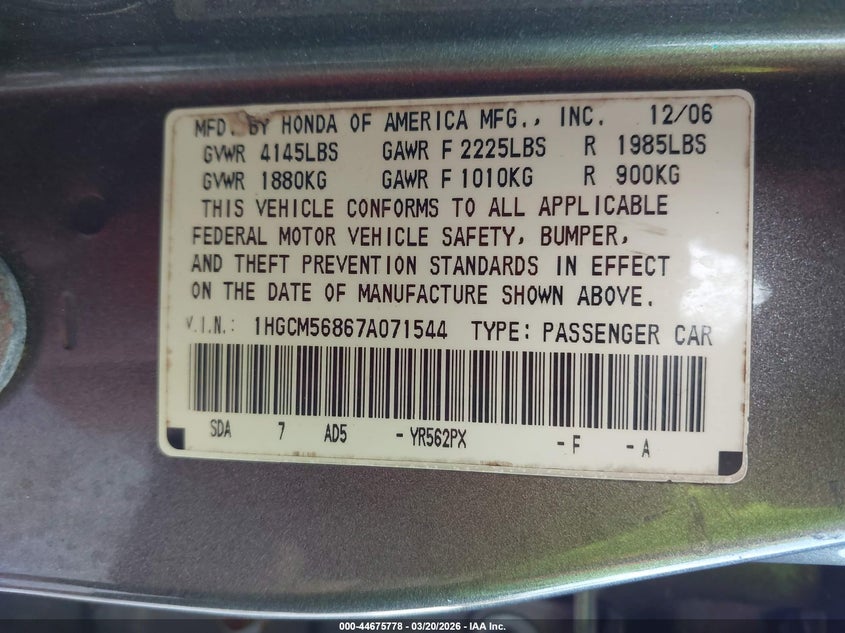 MFD. BY HONDA OF AMERICA MFG., INC. 12/06
GVWR 4145LBS GAWR F 2225LBS R 1985LBS
GVWR 1880KG GAWR F 1010KG R 900KG
THIS VEHICLE CONFORMS TO ALL APPLICABLE
FEDERAL MOTOR VEHICLE SAFETY, BUMPER,
AND THEFT PREVENTION STANDARDS IN EFFECT
ON THE DATE OF MANUFACTURE SHOWN ABOVE.
V.I.N.: 1HGCM56867A071544 TYPE: PASSENGER CAR
SDA 7 AD5 - YR562PX - F - A
000-44675778 - 03/20/2026 - IAA Inc.